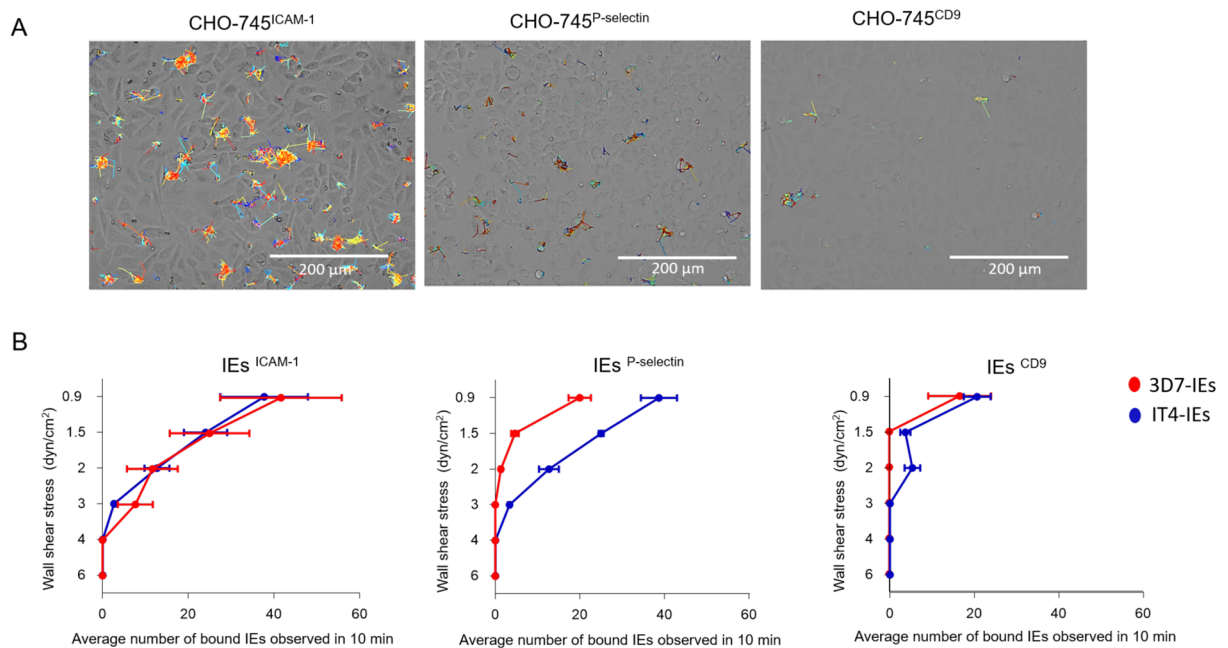 A
CHO-745ICAM-1
CHO-745P-selectin
CHO-745CD9
200 µm
200 µm
200 µm
B
IEs ICAM-1
IEs P-selectin
IEs CD9
Wall shear stress (dyn/cm²)
0.9
1.5
2
3
4
6
0 20 40 60
Average number of bound IEs observed in 10 min
Wall shear stress (dyn/cm²)
0.9
1.5
2
3
4
6
0 20 40 60
Average number of bound IEs observed in 10 min
Wall shear stress (dyn/cm²)
0.9
1.5
2
3
4
6
0 20 40 60
Average number of bound IEs observed in 10 min
3D7-IEs
IT4-IEs